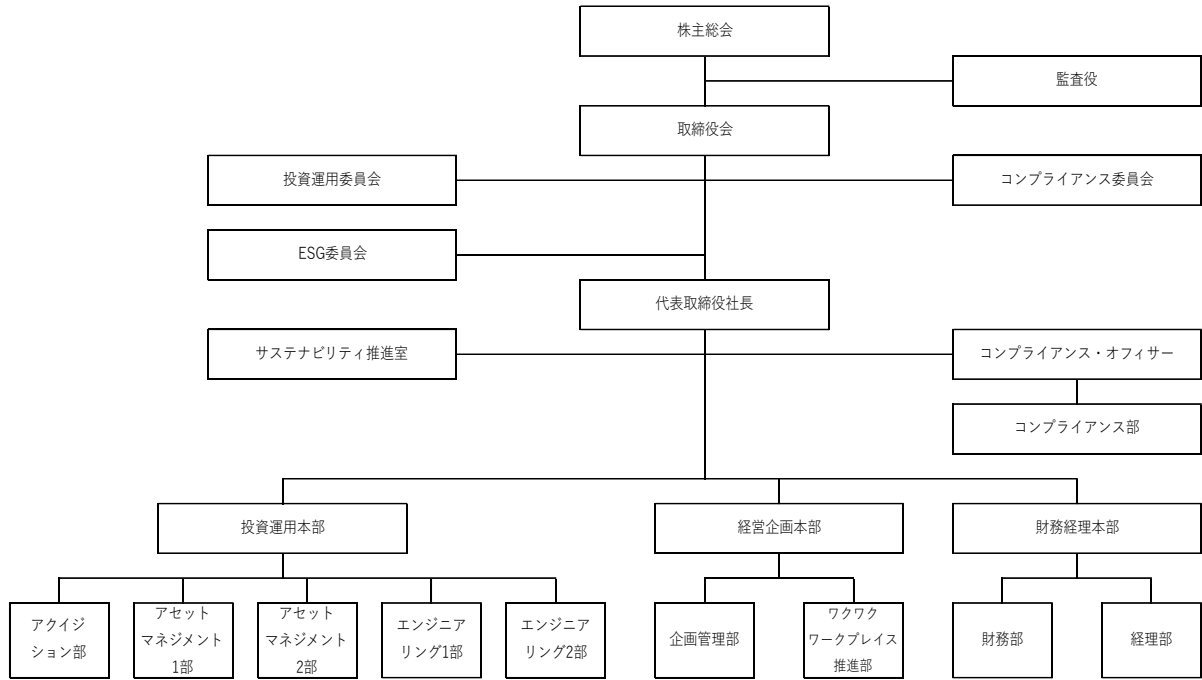 株主総会
監査役
取締役会
投資運用委員会
コンプライアンス委員会
ESG委員会
代表取締役社長
サステナビリティ推進室
コンプライアンス・オフィサー
コンプライアンス部
投資運用本部
経営企画本部
財務経理本部
アクイジ
ション部
アセット
マネジメント
1部
アセット
マネジメント
2部
エンジニア
リング1部
エンジニア
リング2部
企画管理部
ワクワク
ワークプレイス
推進部
財務部
経理部